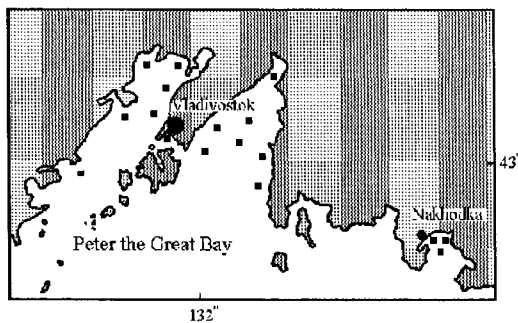 Vladivostok
43'
Nakhodka
Peter the Great Bay
132"